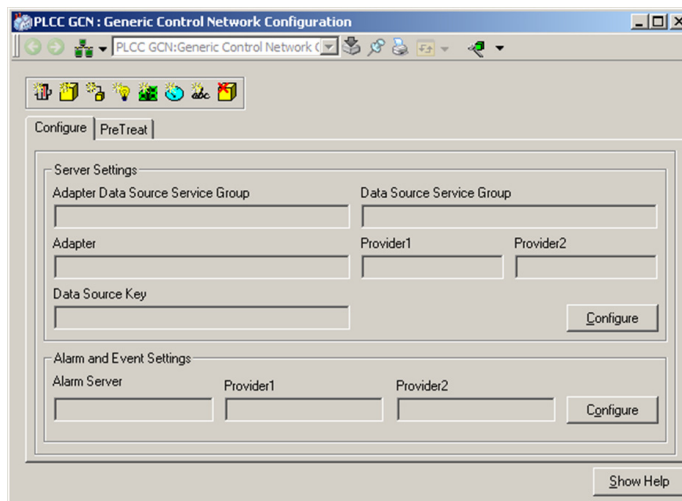 PLCC GCN : Generic Control Network Configuration
PLCC GCN:Generic Control Network (
abc
Configure PreTreat
Server Settings
Adapter Data Source Service Group Data Source Service Group
Adapter Provider1 Provider2
Data Source Key
Configure
Alarm and Event Settings
Alarm Server Provider1 Provider2
Configure
Show Help